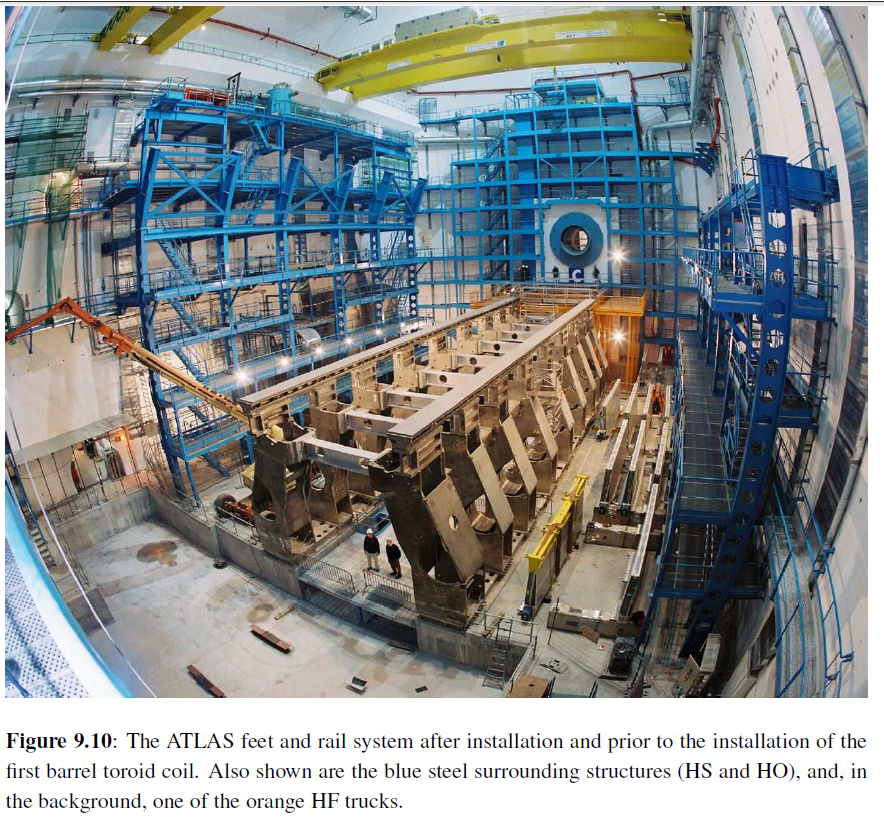 C
Figure 9.10: The ATLAS feet and rail system after installation and prior to the installation of the
first barrel toroid coil. Also shown are the blue steel surrounding structures (HS and HO), and, in
the background, one of the orange HF trucks.